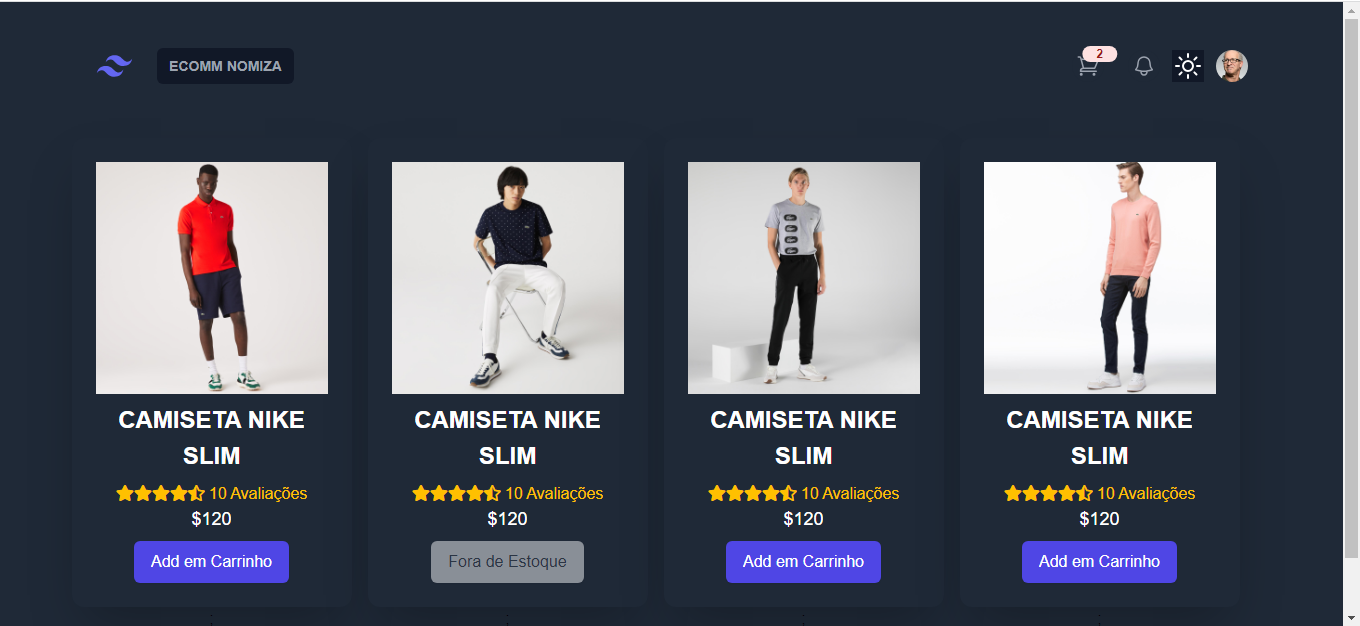 ECOMM NOMIZA
2
CAMISETA NIKE
SLIM
10 Avaliações
$120
Add em Carrinho
CAMISETA NIKE
SLIM
10 Avaliações
$120
Fora de Estoque
CAMISETA NIKE
SLIM
10 Avaliações
$120
Add em Carrinho
CAMISETA NIKE
SLIM
10 Avaliações
$120
Add em Carrinho